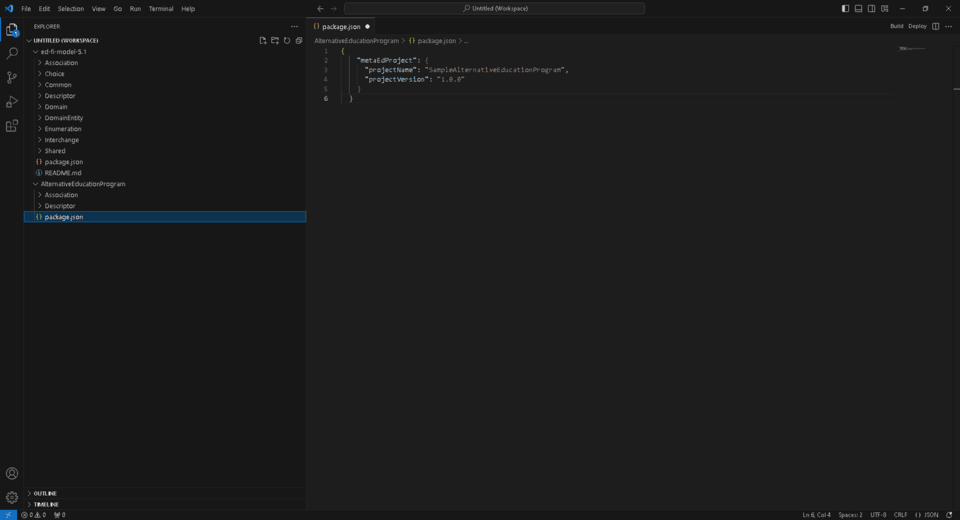 File Edit Selection View Go Run Terminal Help
Untitled (Workspace)
EXPLORER
UNTITLED (WORKSPACE)
ed-fi-model-5.1
Association
Choice
Common
Descriptor
Domain
DomainEntity
Enumeration
Interchange
Shared
{} package.json
README.md
AlternativeEducationProgram
Association
Descriptor
{} package.json
OUTLINE
TIMELINE
{} package.json
Build Deploy
AlternativeEducationProgram > {} package.json > ...
1 {
2 "metaEdProject": {
3 "projectName": "SampleAlternativeEducationProgram",
4 "projectVersion": "1.0.0"
5 }
6 }
0 0 0
Ln 6, Col 4 Spaces: 2 UTF-8 CRLF {} JSON